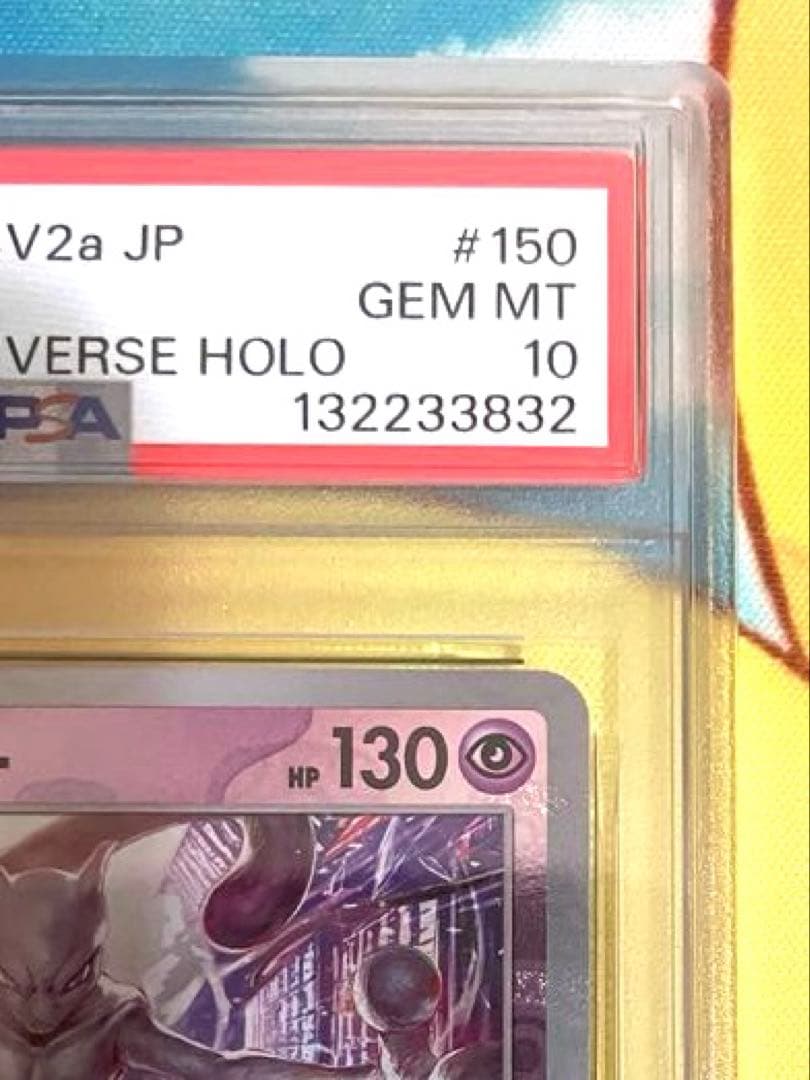 V2a JP #150
GEM MT
VERSE HOLO 10
PSA 132233832
HP 130